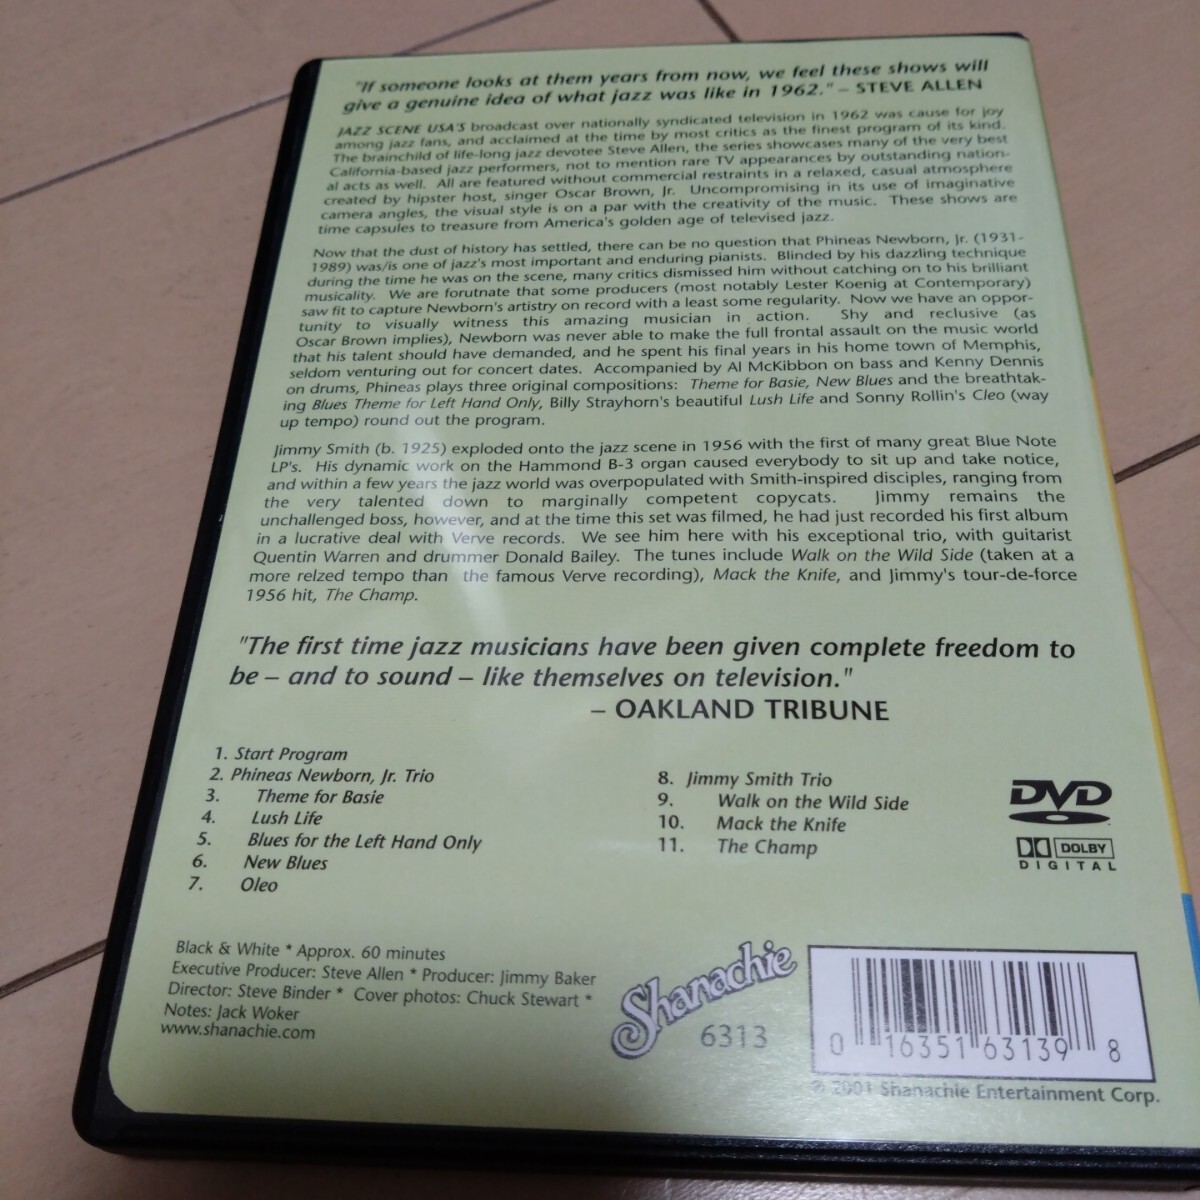 "If someone looks at them years from now, we feel these shows will
give a genuine idea of what jazz was like in 1962." – STEVE ALLEN
JAZZ SCENE USA'S broadcast over nationally syndicated television in 1962 was cause for joy
among jazz fans, and acclaimed at the time by most critics as the finest program of its kind.
The brainchild of life-long jazz devotee Steve Allen, the series showcases many of the very best
California-based jazz performers, not to mention rare TV appearances by outstanding nation-
al acts as well. All are featured without commercial restraints in a relaxed, casual atmosphere
created by hipster host, singer Oscar Brown, Jr. Uncompromising in its use of imaginative
camera angles, the visual style is on a par with the creativity of the music. These shows are
time capsules to treasure from America's golden age of televised jazz.
Now that the dust of history has settled, there can be no question that Phineas Newborn, Jr. (1931-
1989) was/is one of jazz's most important and enduring pianists. Blinded by his dazzling technique
during the time he was on the scene, many critics dismissed him without catching on to his brilliant
musicality. We are forutnate that some producers (most notably Lester Koenig at Contemporary)
saw fit to capture Newborn's artistry on record with a least some regularity. Now we have an oppor-
tunity to visually witness this amazing musician in action. Shy and reclusive (as
Oscar Brown implies), Newborn was never able to make the full frontal assault on the music world
that his talent should have demanded, and he spent his final years in his home town of Memphis,
seldom venturing out for concert dates. Accompanied by Al McKibbon on bass and Kenny Dennis
on drums, Phineas plays three original compositions: Theme for Basie, New Blues and the breathtak-
ing Blues Theme for Left Hand Only, Billy Strayhorn's beautiful Lush Life and Sonny Rollin's Cleo (way
up tempo) round out the program.
Jimmy Smith (b. 1925) exploded onto the jazz scene in 1956 with the first of many great Blue Note
LP's. His dynamic work on the Hammond B-3 organ caused everybody to sit up and take notice,
and within a few years the jazz world was overpopulated with Smith-inspired disciples, ranging from
the very talented down to marginally competent copycats. Jimmy remains the
unchallenged boss, however, and at the time this set was filmed, he had just recorded his first album
in a lucrative deal with Verve records. We see him here with his exceptional trio, with guitarist
Quentin Warren and drummer Donald Bailey. The tunes include Walk on the Wild Side (taken at a
more relzed tempo than the famous Verve recording), Mack the Knife, and Jimmy's tour-de-force
1956 hit, The Champ.
"The first time jazz musicians have been given complete freedom to
be – and to sound – like themselves on television."
– OAKLAND TRIBUNE
1. Start Program
2. Phineas Newborn, Jr. Trio
3. Theme for Basie
4. Lush Life
5. Blues for the Left Hand Only
6. New Blues
7. Oleo
8. Jimmy Smith Trio
9. Walk on the Wild Side
10. Mack the Knife
11. The Champ
DVD
DOLBY
DIGITAL
Black & White * Approx. 60 minutes
Executive Producer: Steve Allen * Producer: Jimmy Baker
Director: Steve Binder * Cover photos: Chuck Stewart *
Notes: Jack Woker
www.shanachie.com
Shanachie
6313
0 16351 63139 8
© 2001 Shanachie Entertainment Corp.